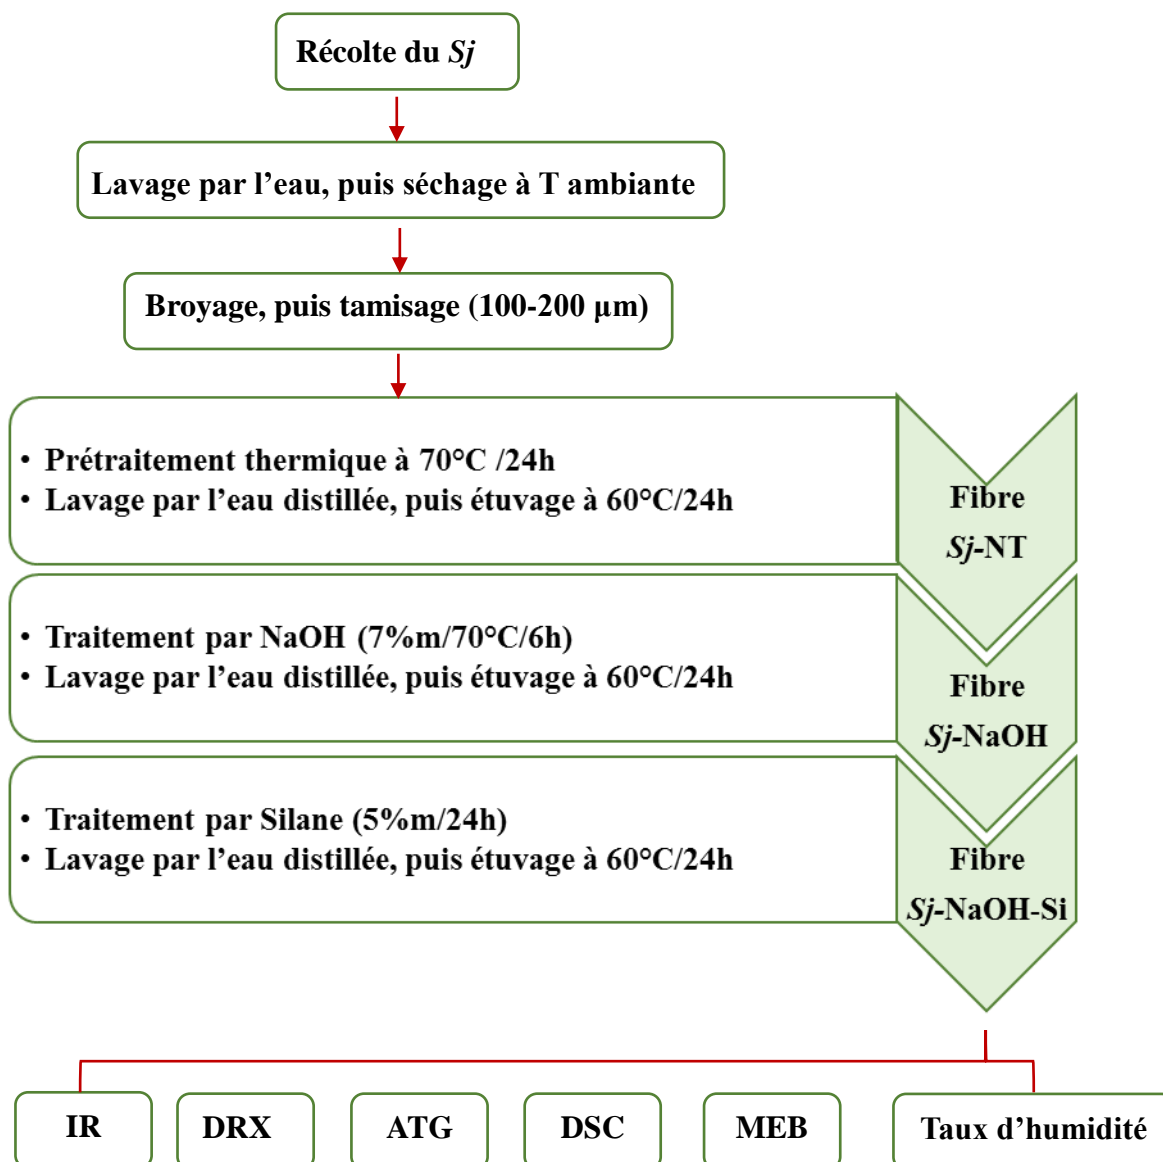 Récolte du Sj
Lavage par l’eau, puis séchage à T ambiante
Broyage, puis tamisage (100-200 µm)
• Prétraitement thermique à 70°C /24h
• Lavage par l’eau distillée, puis étuvage à 60°C/24h
Fibre
Sj-NT
• Traitement par NaOH (7%m/70°C/6h)
• Lavage par l’eau distillée, puis étuvage à 60°C/24h
Fibre
Sj-NaOH
• Traitement par Silane (5%m/24h)
• Lavage par l’eau distillée, puis étuvage à 60°C/24h
Fibre
Sj-NaOH-Si
IR
DRX
ATG
DSC
MEB
Taux d’humidité